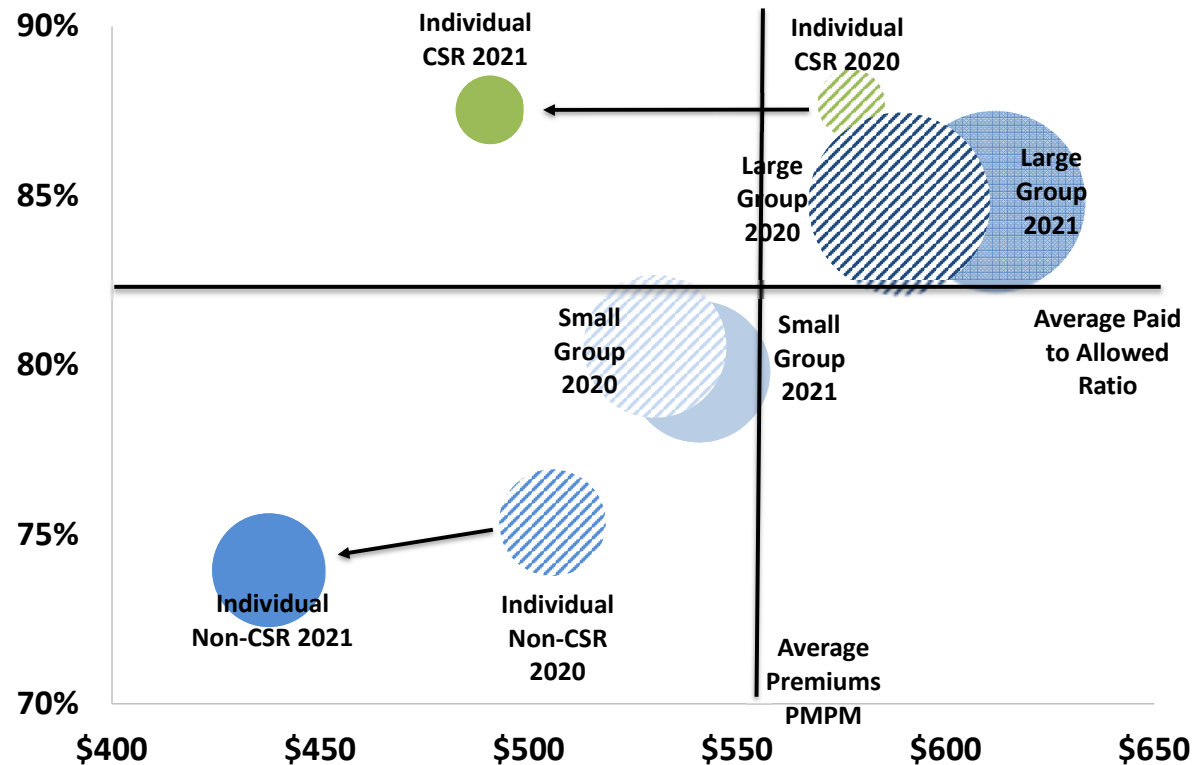 90%
Individual
CSR 2021
Individual
CSR 2020
85%
Large
Group
2020
Large
Group
2021
80%
Small
Group
2020
Small
Group
2021
Average Paid
to Allowed
Ratio
75%
Individual
Non-CSR 2021
Individual
Non-CSR
2020
Average
Premiums
PMPM
70%
$400
$450
$500
$550
$600
$650